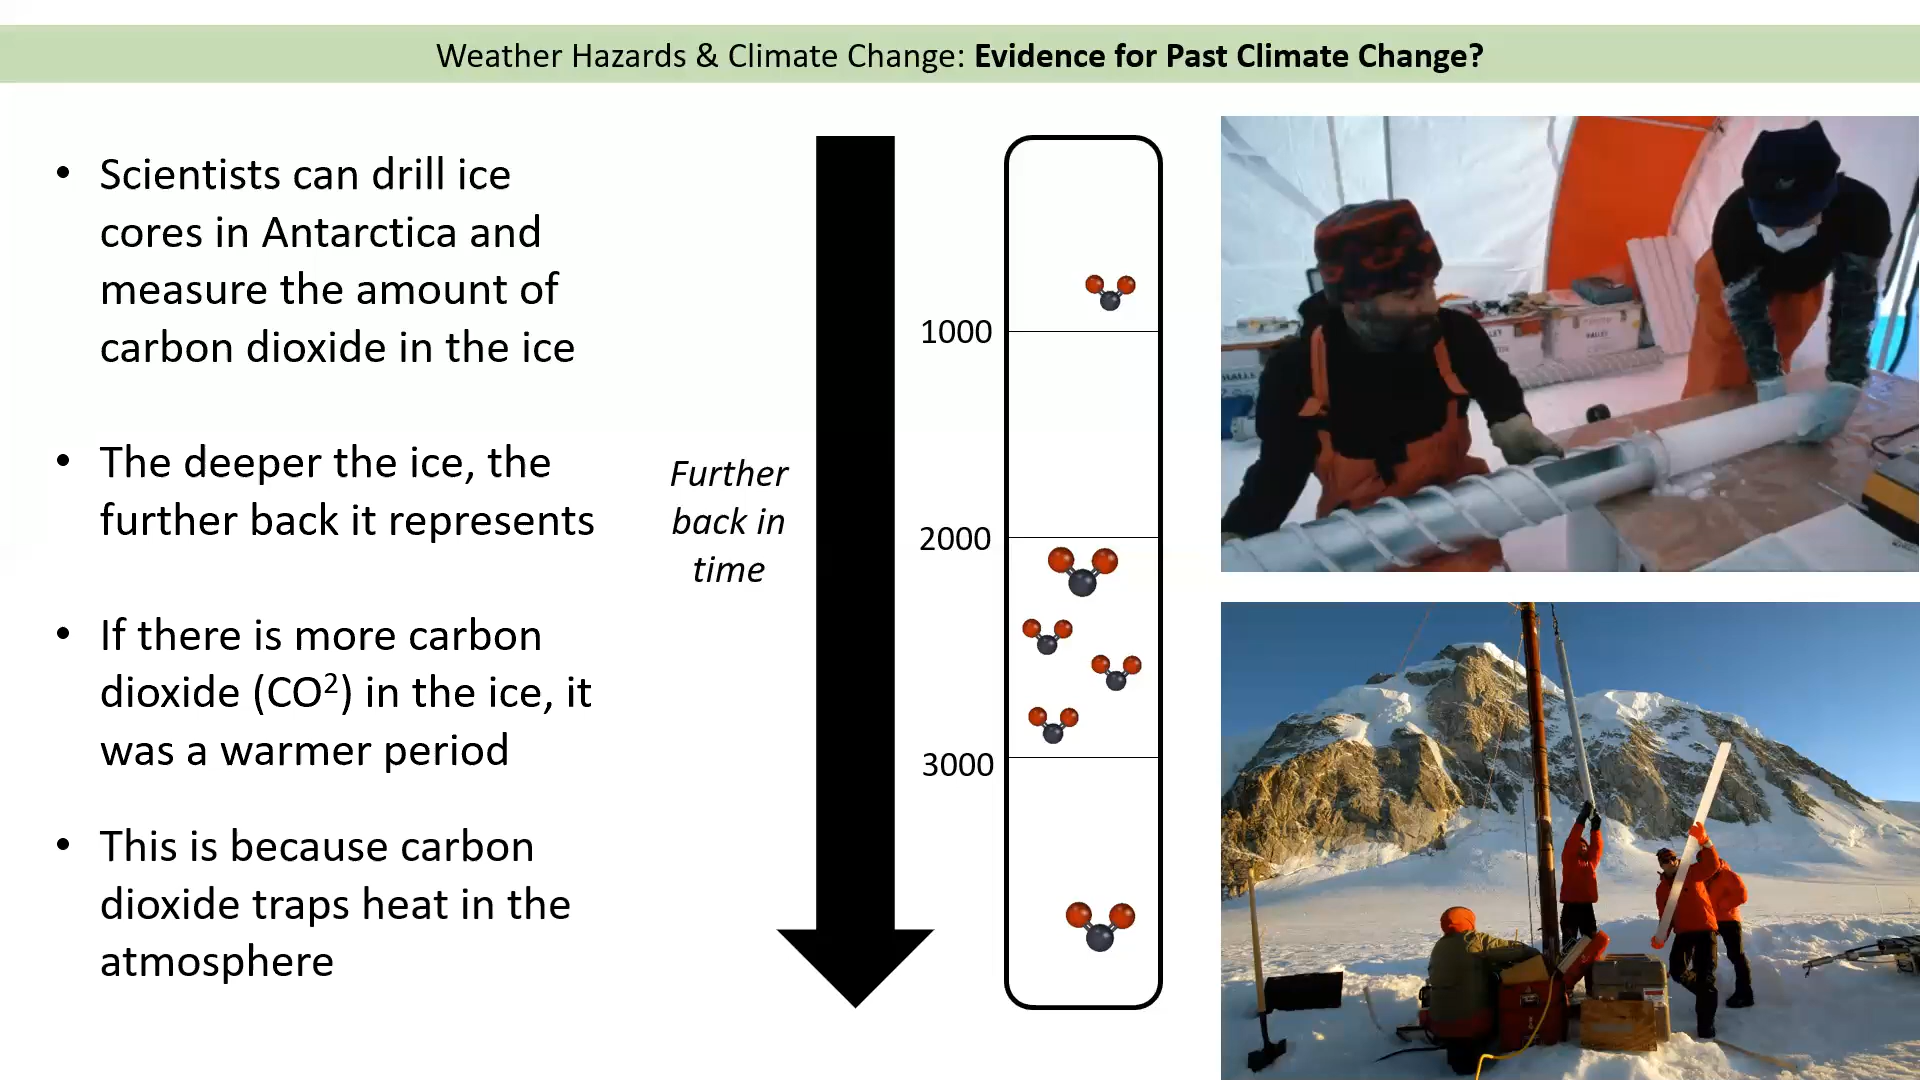 Weather Hazards & Climate Change: Evidence for Past Climate Change?
• Scientists can drill ice
cores in Antarctica and
measure the amount of
carbon dioxide in the ice
• The deeper the ice, the
further back it represents
• If there is more carbon
dioxide (CO²) in the ice, it
was a warmer period
• This is because carbon
dioxide traps heat in the
atmosphere
Further
back in
time
1000
2000
3000